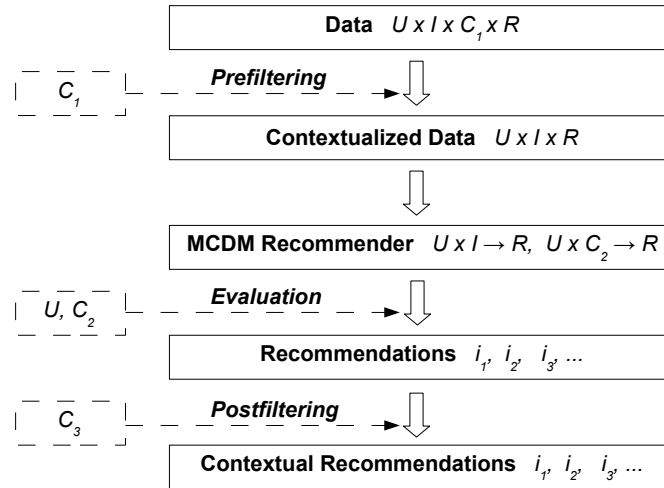 Data U x I x C₁ x R
Prefiltering
C₁
Contextualized Data U x I x R
MCDM Recommender U x I → R, U x C₂ → R
Evaluation
U, C₂
Recommendations i₁, i₂, i₃, ...
Postfiltering
C₃
Contextual Recommendations i₁, i₂, i₃, ...